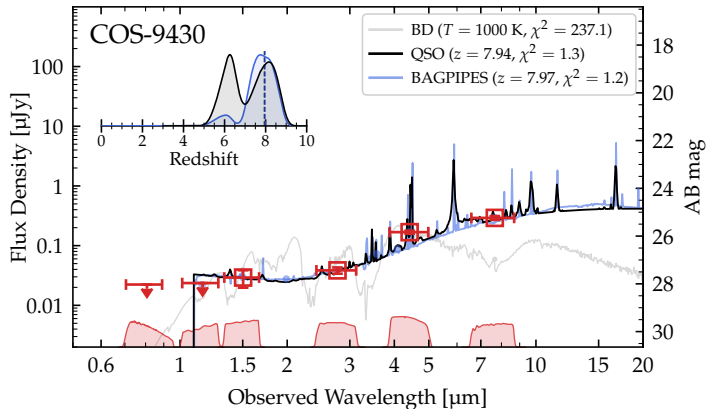 COS-9430
BD (T = 1000 K, χ² = 237.1)
QSO (z = 7.94, χ² = 1.3)
BAGPIPES (z = 7.97, χ² = 1.2)
100
10
1
0.1
0.01
Flux Density [μJy]
18
20
22
24
26
28
30
AB mag
0 2 4 6 8 10
Redshift
0.6 1 1.5 2 3 4 5 6 10 15 20
Observed Wavelength [μm]